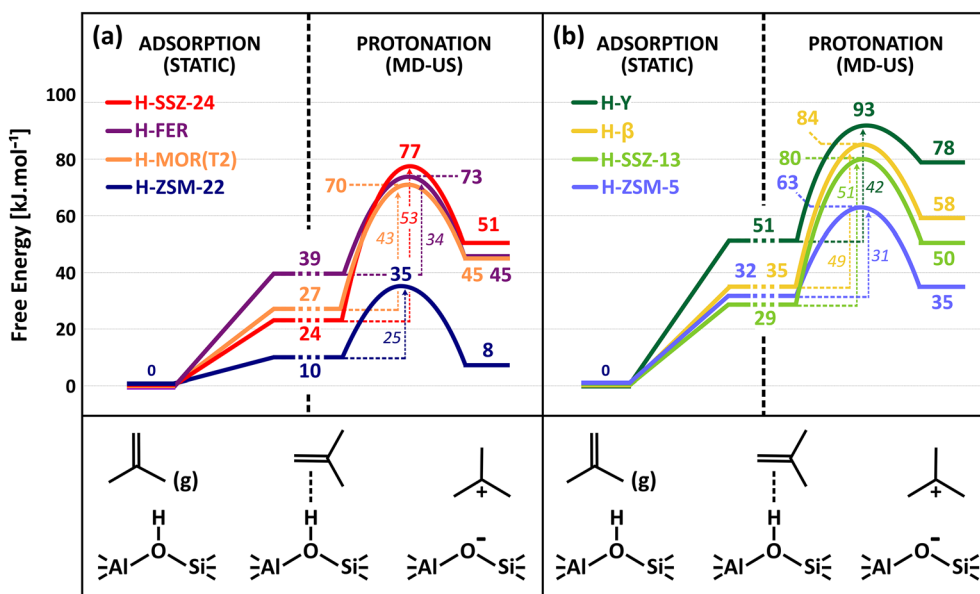 (a)
ADSORPTION
(STATIC)
PROTONATION
(MD-US)
H-SSZ-24
H-FER
H-MOR(T2)
H-ZSM-22
Free Energy [kJ.mol⁻¹]
100
80
60
40
20
0
0
39
27
24
10
77
70
73
53
43
34
35
25
51
45 45
8
(b)
ADSORPTION
(STATIC)
PROTONATION
(MD-US)
H-Y
H-β
H-SSZ-13
H-ZSM-5
0
51
32 35
29
93
84
80
63
51
42
49
31
78
58
50
35
(g)
H
O
Al Si
H
O
Al Si
+
O-
Al Si
(g)
H
O
Al Si
H
O
Al Si
+
O-
Al Si